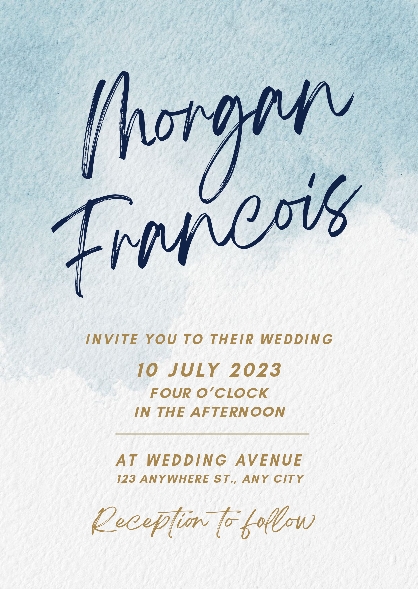 Morgan
Francois
INVITE YOU TO THEIR WEDDING
10 JULY 2023
FOUR O'CLOCK
IN THE AFTERNOON
AT WEDDING AVENUE
123 ANYWHERE ST., ANY CITY
Reception to follow